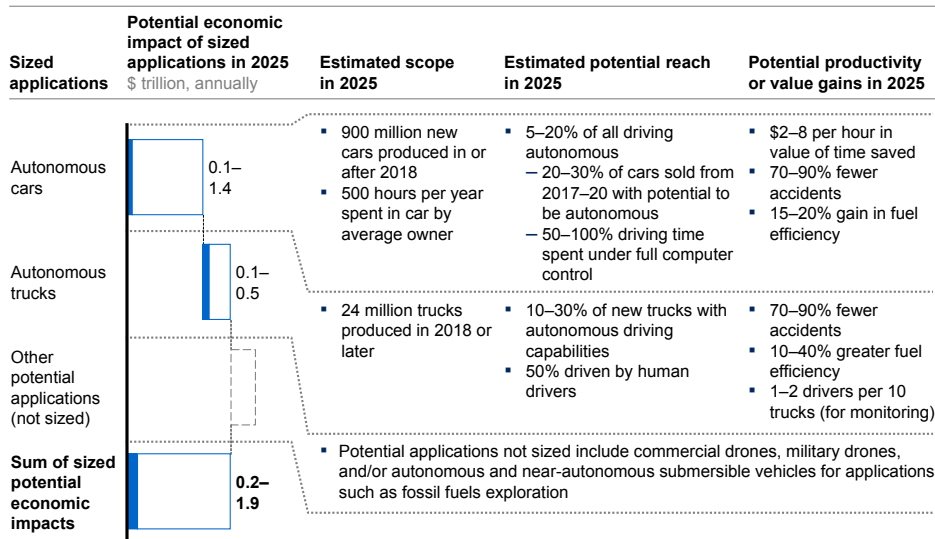 Sized
applications
Potential economic
impact of sized
applications in 2025
$ trillion, annually
Estimated scope
in 2025
Estimated potential reach
in 2025
Potential productivity
or value gains in 2025
Autonomous
cars
0.1–
1.4
▪ 900 million new
cars produced in or
after 2018
▪ 500 hours per year
spent in car by
average owner
▪ 5–20% of all driving
autonomous
– 20–30% of cars sold from
2017–20 with potential to
be autonomous
– 50–100% driving time
spent under full computer
control
▪ $2–8 per hour in
value of time saved
▪ 70–90% fewer
accidents
▪ 15–20% gain in fuel
efficiency
Autonomous
trucks
0.1–
0.5
▪ 24 million trucks
produced in 2018 or
later
▪ 10–30% of new trucks with
autonomous driving
capabilities
▪ 50% driven by human
drivers
▪ 70–90% fewer
accidents
▪ 10–40% greater fuel
efficiency
▪ 1–2 drivers per 10
trucks (for monitoring)
Other
potential
applications
(not sized)
▪ Potential applications not sized include commercial drones, military drones,
and/or autonomous and near-autonomous submersible vehicles for applications
such as fossil fuels exploration
Sum of sized
potential
economic
impacts
0.2–
1.9